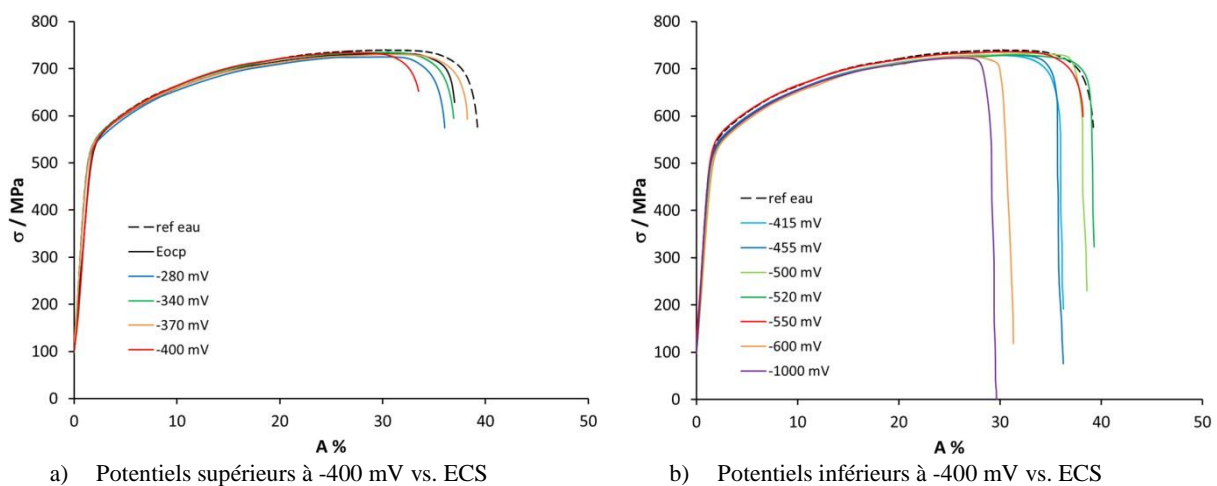 800
700
600
500
400
300
200
100
0
σ / MPa
ref eau
Eocp
-280 mV
-340 mV
-370 mV
-400 mV
0 10 20 30 40 50
A %
a) Potentiels supérieurs à -400 mV vs. ECS
800
700
600
500
400
300
200
100
0
σ / MPa
ref eau
-415 mV
-455 mV
-500 mV
-520 mV
-550 mV
-600 mV
-1000 mV
0 10 20 30 40 50
A %
b) Potentiels inférieurs à -400 mV vs. ECS